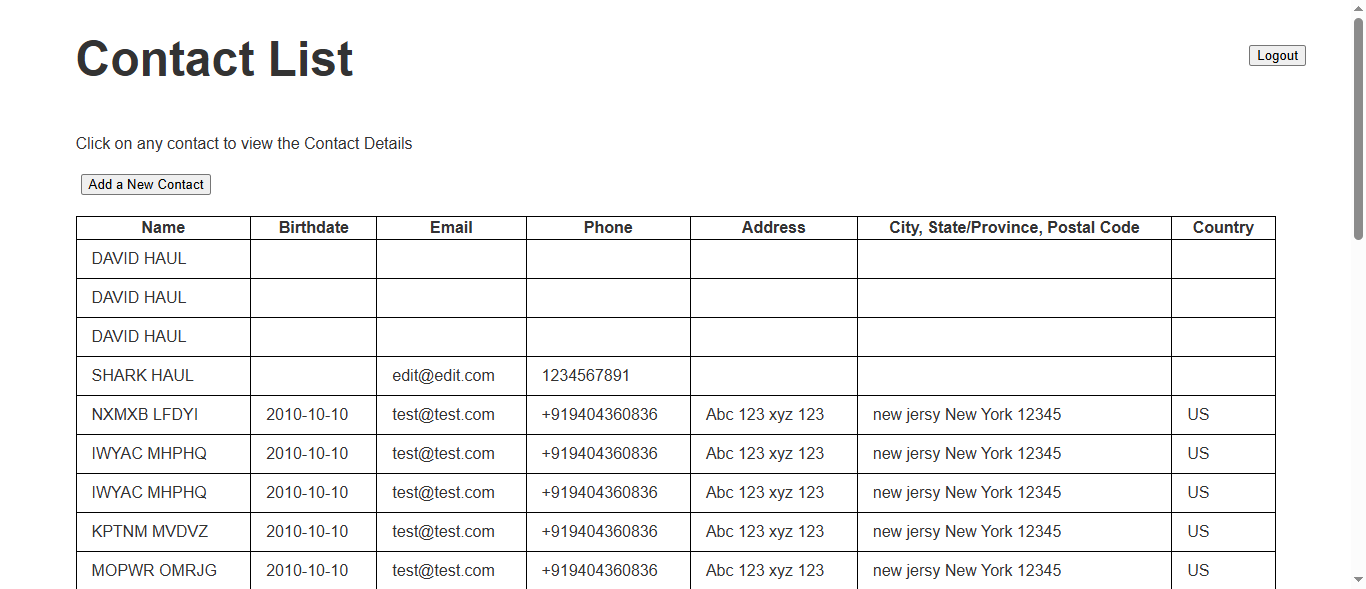 Contact List
Logout
Click on any contact to view the Contact Details
Add a New Contact
Name Birthdate Email Phone Address City, State/Province, Postal Code Country
DAVID HAUL
DAVID HAUL
DAVID HAUL
SHARK HAUL edit@edit.com 1234567891
NXMXB LFDYI 2010-10-10 test@test.com +919404360836 Abc 123 xyz 123 new jersy New York 12345 US
IWYAC MHPHQ 2010-10-10 test@test.com +919404360836 Abc 123 xyz 123 new jersy New York 12345 US
IWYAC MHPHQ 2010-10-10 test@test.com +919404360836 Abc 123 xyz 123 new jersy New York 12345 US
KPTNM MVDVZ 2010-10-10 test@test.com +919404360836 Abc 123 xyz 123 new jersy New York 12345 US
MOPWR OMRJG 2010-10-10 test@test.com +919404360836 Abc 123 xyz 123 new jersy New York 12345 US